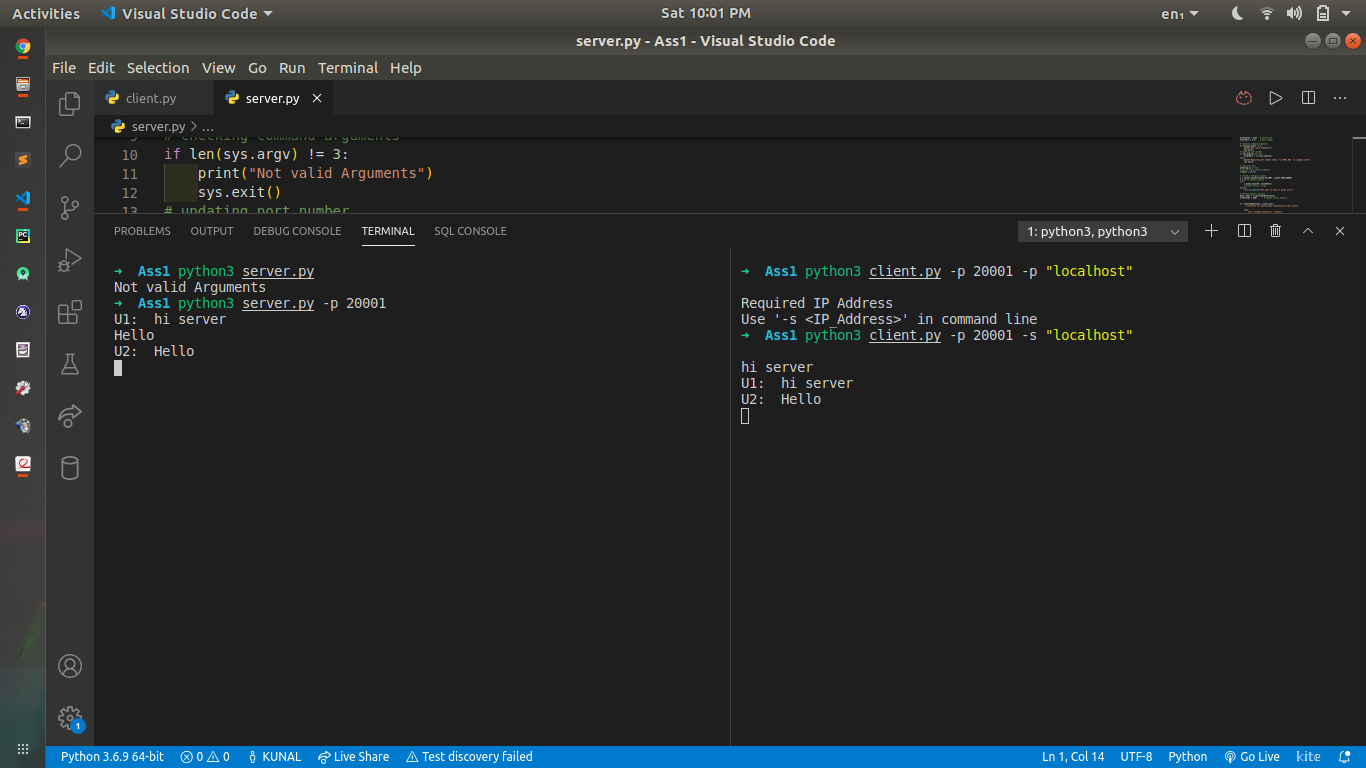 Activities Visual Studio Code Sat 10:01 PM en₁
server.py - Ass1 - Visual Studio Code
File Edit Selection View Go Run Terminal Help
client.py server.py
server.py > ...
9 # checking command arguments
10 if len(sys.argv) != 3:
11 print("Not valid Arguments")
12 sys.exit()
13 # updating port number
PROBLEMS OUTPUT DEBUG CONSOLE TERMINAL SQL CONSOLE 1: python3, python3
➜ Ass1 python3 server.py
Not valid Arguments
➜ Ass1 python3 server.py -p 20001
U1: hi server
Hello
U2: Hello
➜ Ass1 python3 client.py -p 20001 -p "localhost"
Required IP Address
Use '-s <IP_Address>' in command line
➜ Ass1 python3 client.py -p 20001 -s "localhost"
hi server
U1: hi server
U2: Hello
1
Python 3.6.9 64-bit 0 0 KUNAL Live Share Test discovery failed Ln 1, Col 14 UTF-8 Python Go Live kite